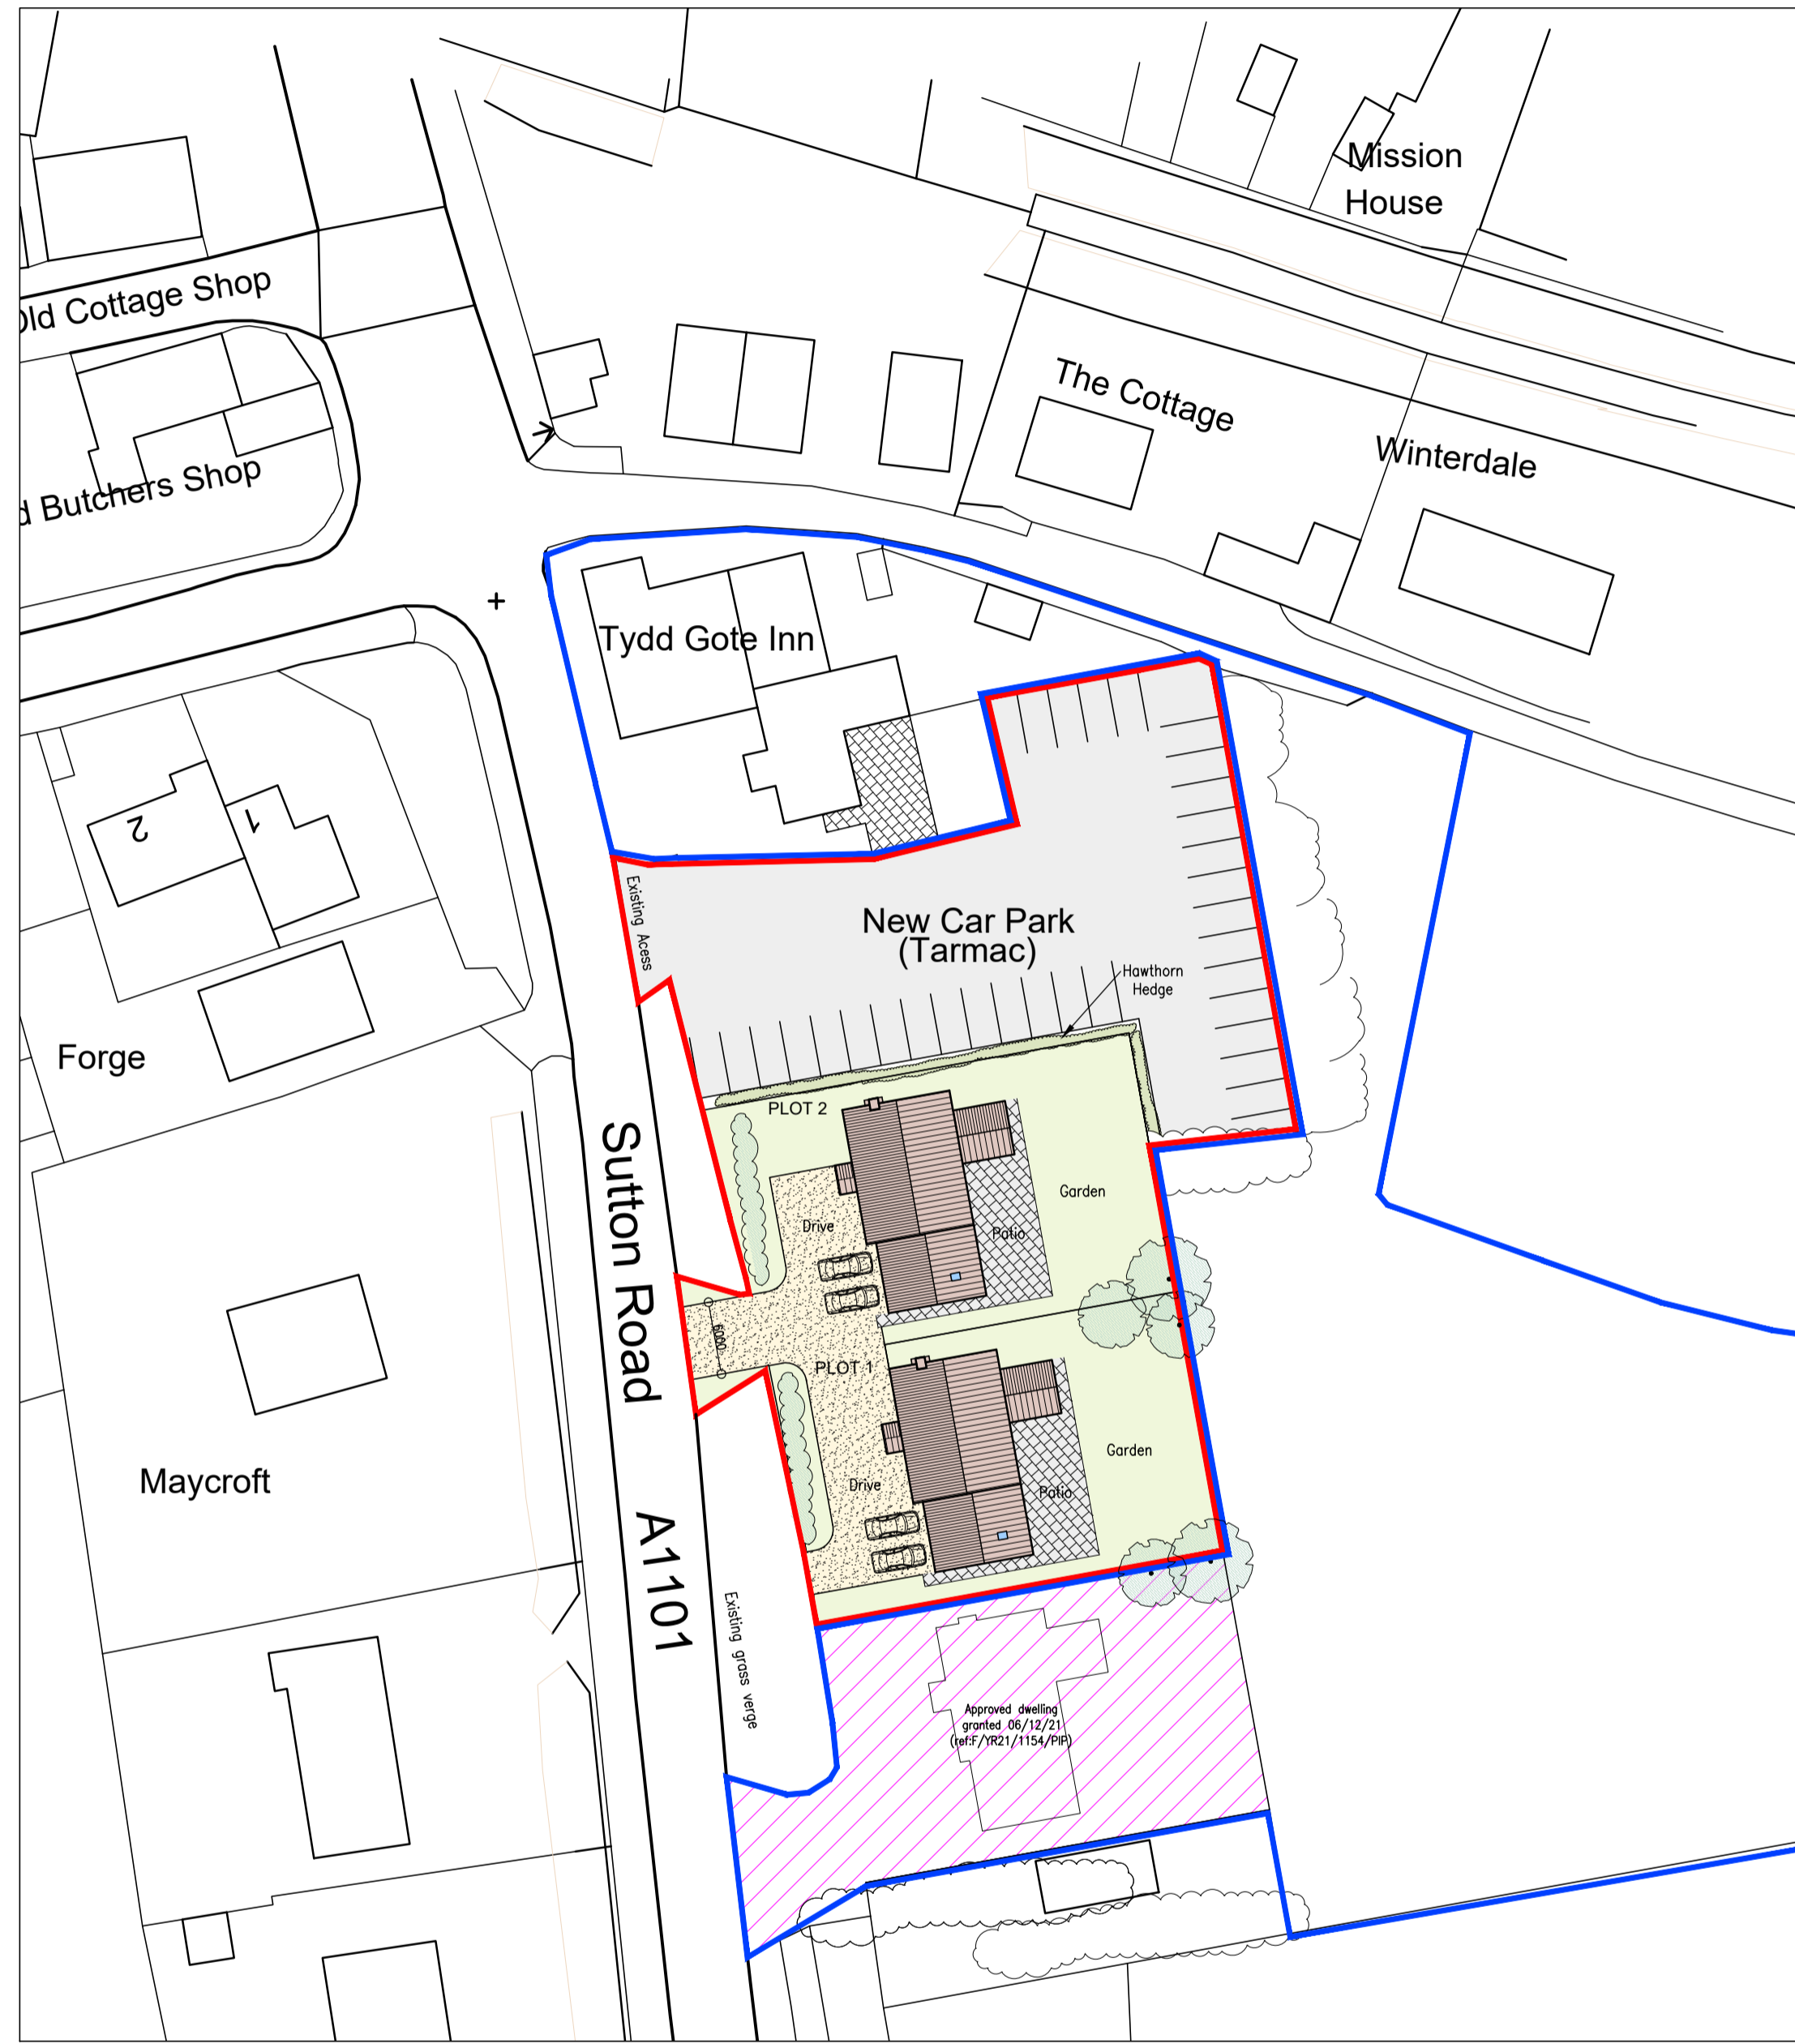 Mission
House
Old Cottage Shop
The Cottage
Winterdale
d Butchers Shop
Tydd Gote Inn
2
1
Existing Acess
New Car Park
(Tarmac)
Hawthorn
Hedge
Forge
PLOT 2
Sutton Road
Garden
Drive
Patio
6000
PLOT 1
Maycroft
Garden
Drive
Patio
A1101
Existing grass verge
Approved dwelling
granted 06/12/21
(ref:F/YR21/1154/PIP)